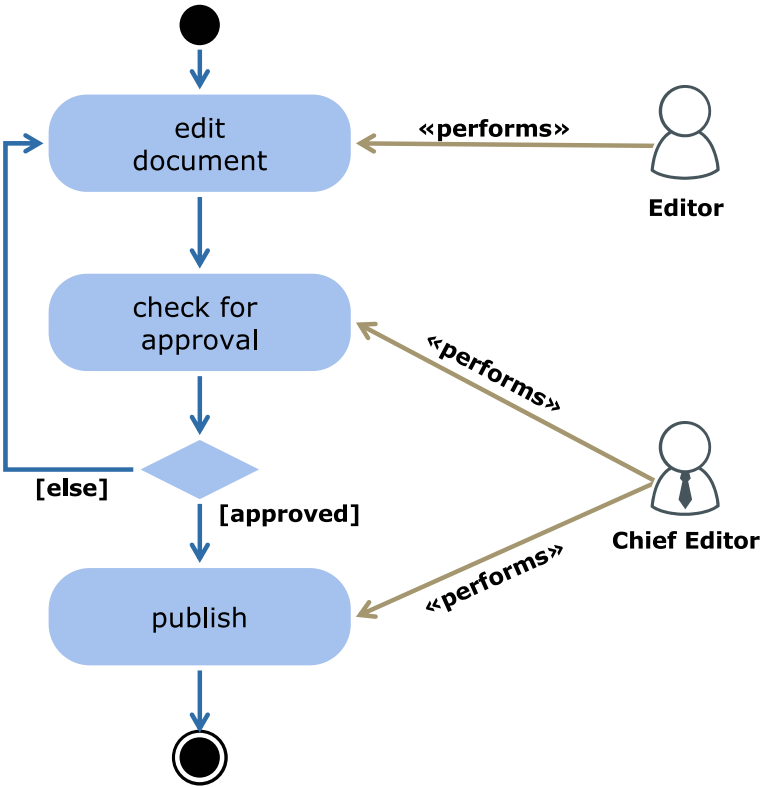 edit
document
«performs»
Editor
check for
approval
«performs»
[else]
[approved]
Chief Editor
«performs»
publish